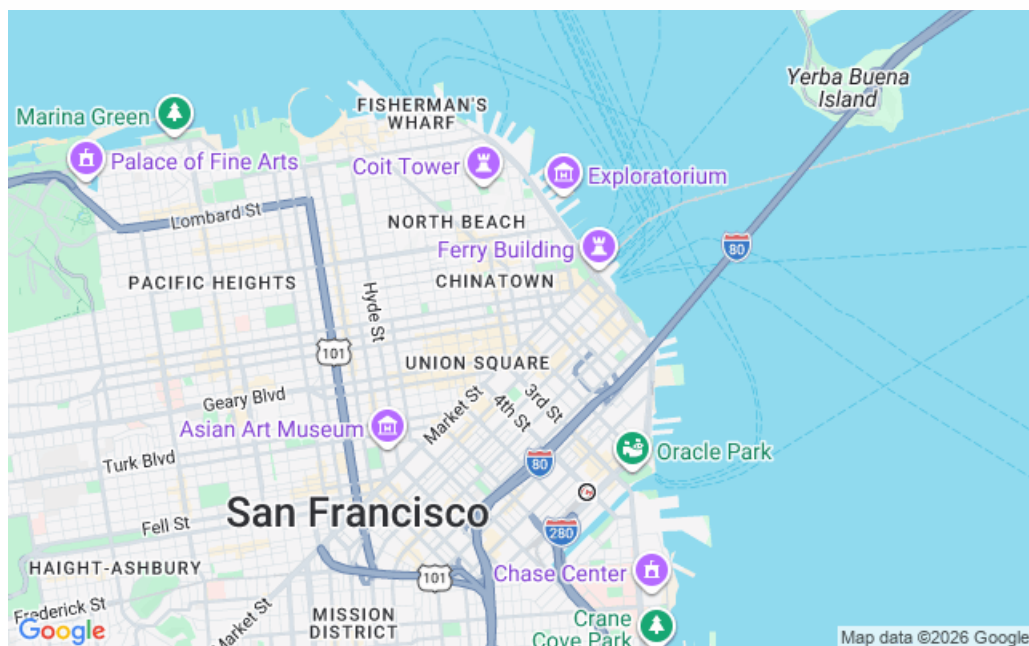 Yerba Buena
Island
Marina Green
FISHERMAN'S
WHARF
Palace of Fine Arts
Coit Tower
Exploratorium
Lombard St
NORTH BEACH
Ferry Building
80
PACIFIC HEIGHTS
CHINATOWN
Hyde St
101
UNION SQUARE
Geary Blvd
Market St
4th St
3rd St
Asian Art Museum
Turk Blvd
Oracle Park
80
San Francisco
Fell St
280
HAIGHT-ASHBURY
101
Chase Center
Frederick St
Market St
MISSION
DISTRICT
Crane
Cove Park
Google
Map data ©2026 Google